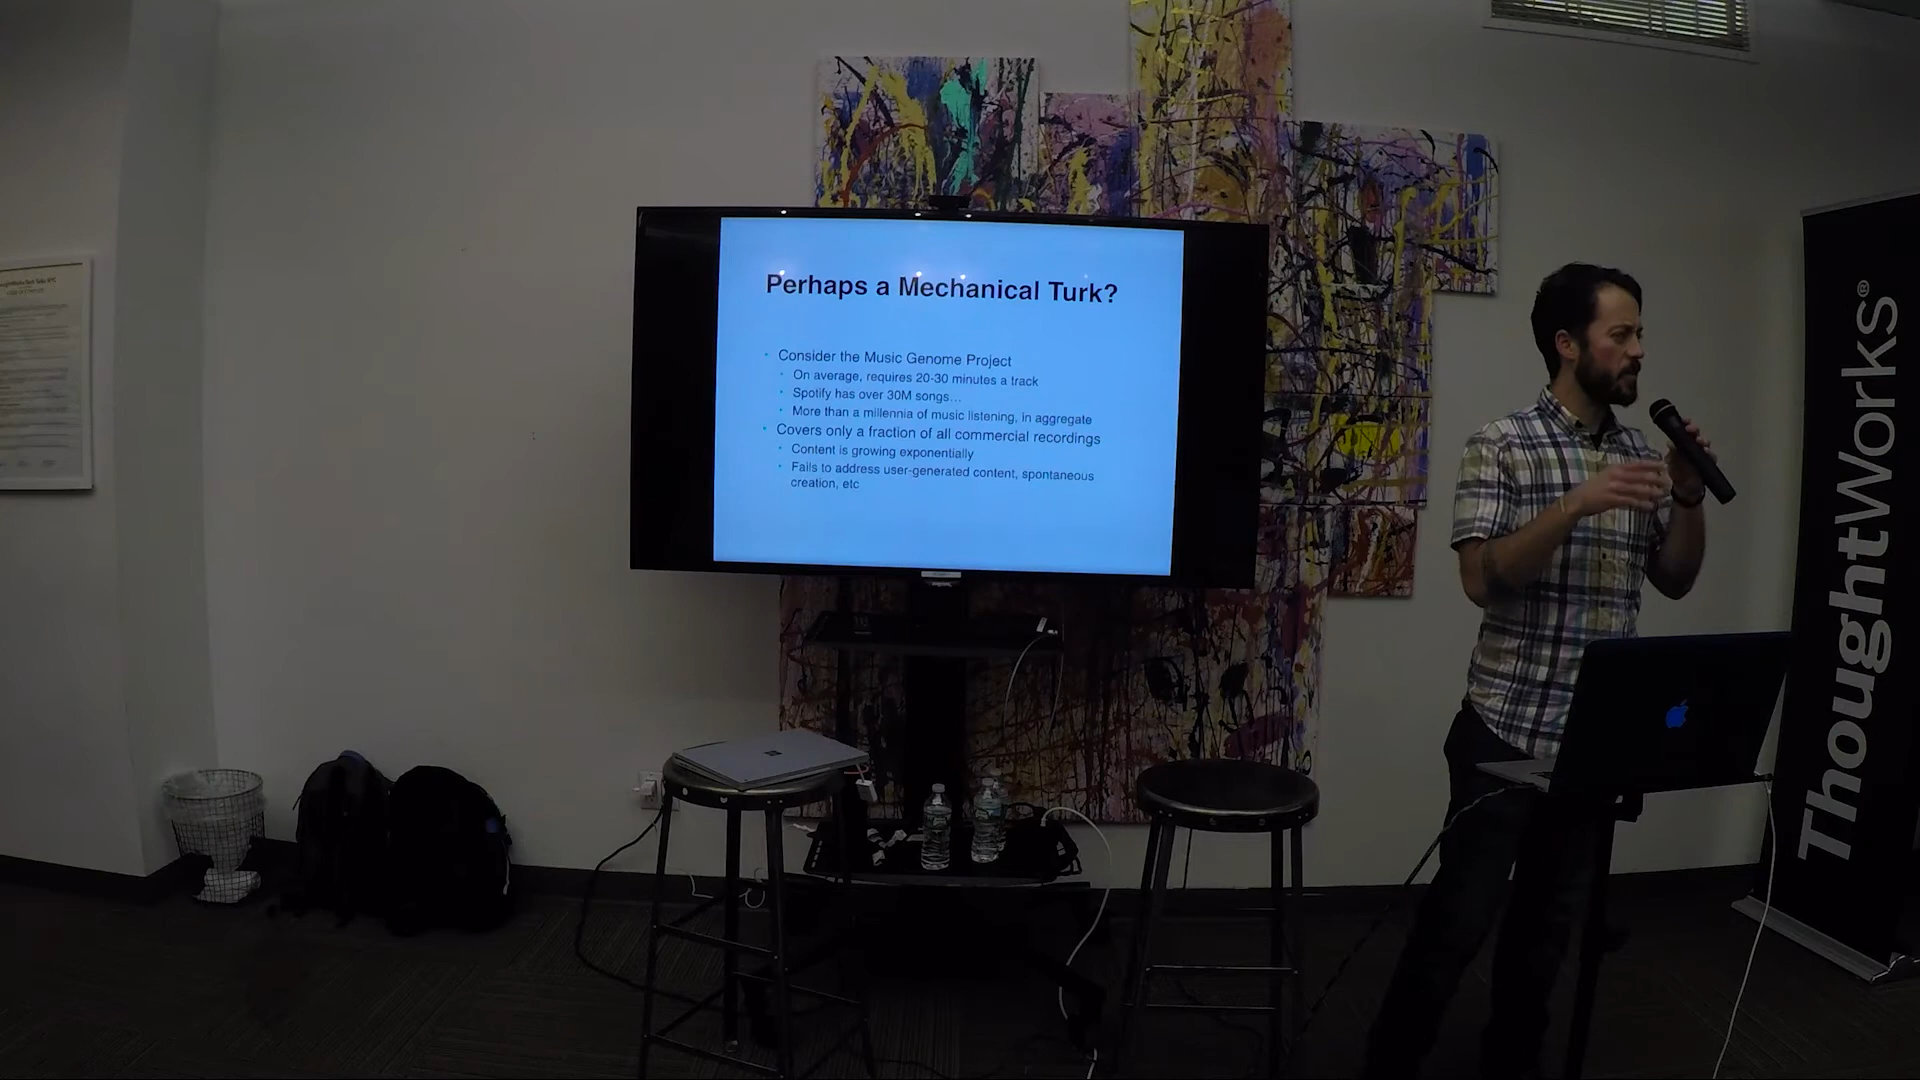 Perhaps a Mechanical Turk?
Consider the Music Genome Project
On average, requires 20-30 minutes a track
Spotify has over 30M songs…
More than a millennia of music listening, in aggregate
Covers only a fraction of all commercial recordings
Content is growing exponentially
Fails to address user-generated content, spontaneous
creation, etc
ThoughtWorks®